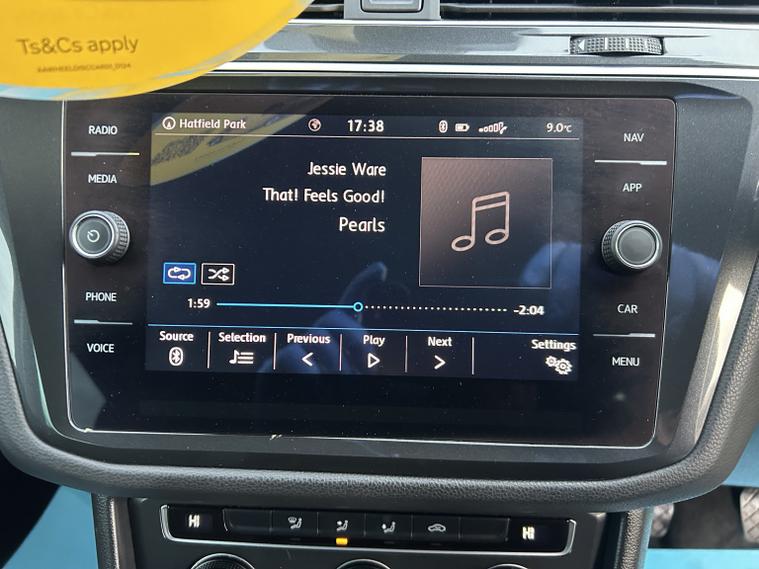 Ts&Cs apply
RADIO
MEDIA
PHONE
VOICE
Hatfield Park 17:38 9.0°C
Jessie Ware
That! Feels Good!
Pearls
1:59 -2:04
Source Selection Previous Play Next Settings
NAV
APP
CAR
MENU
HI HI